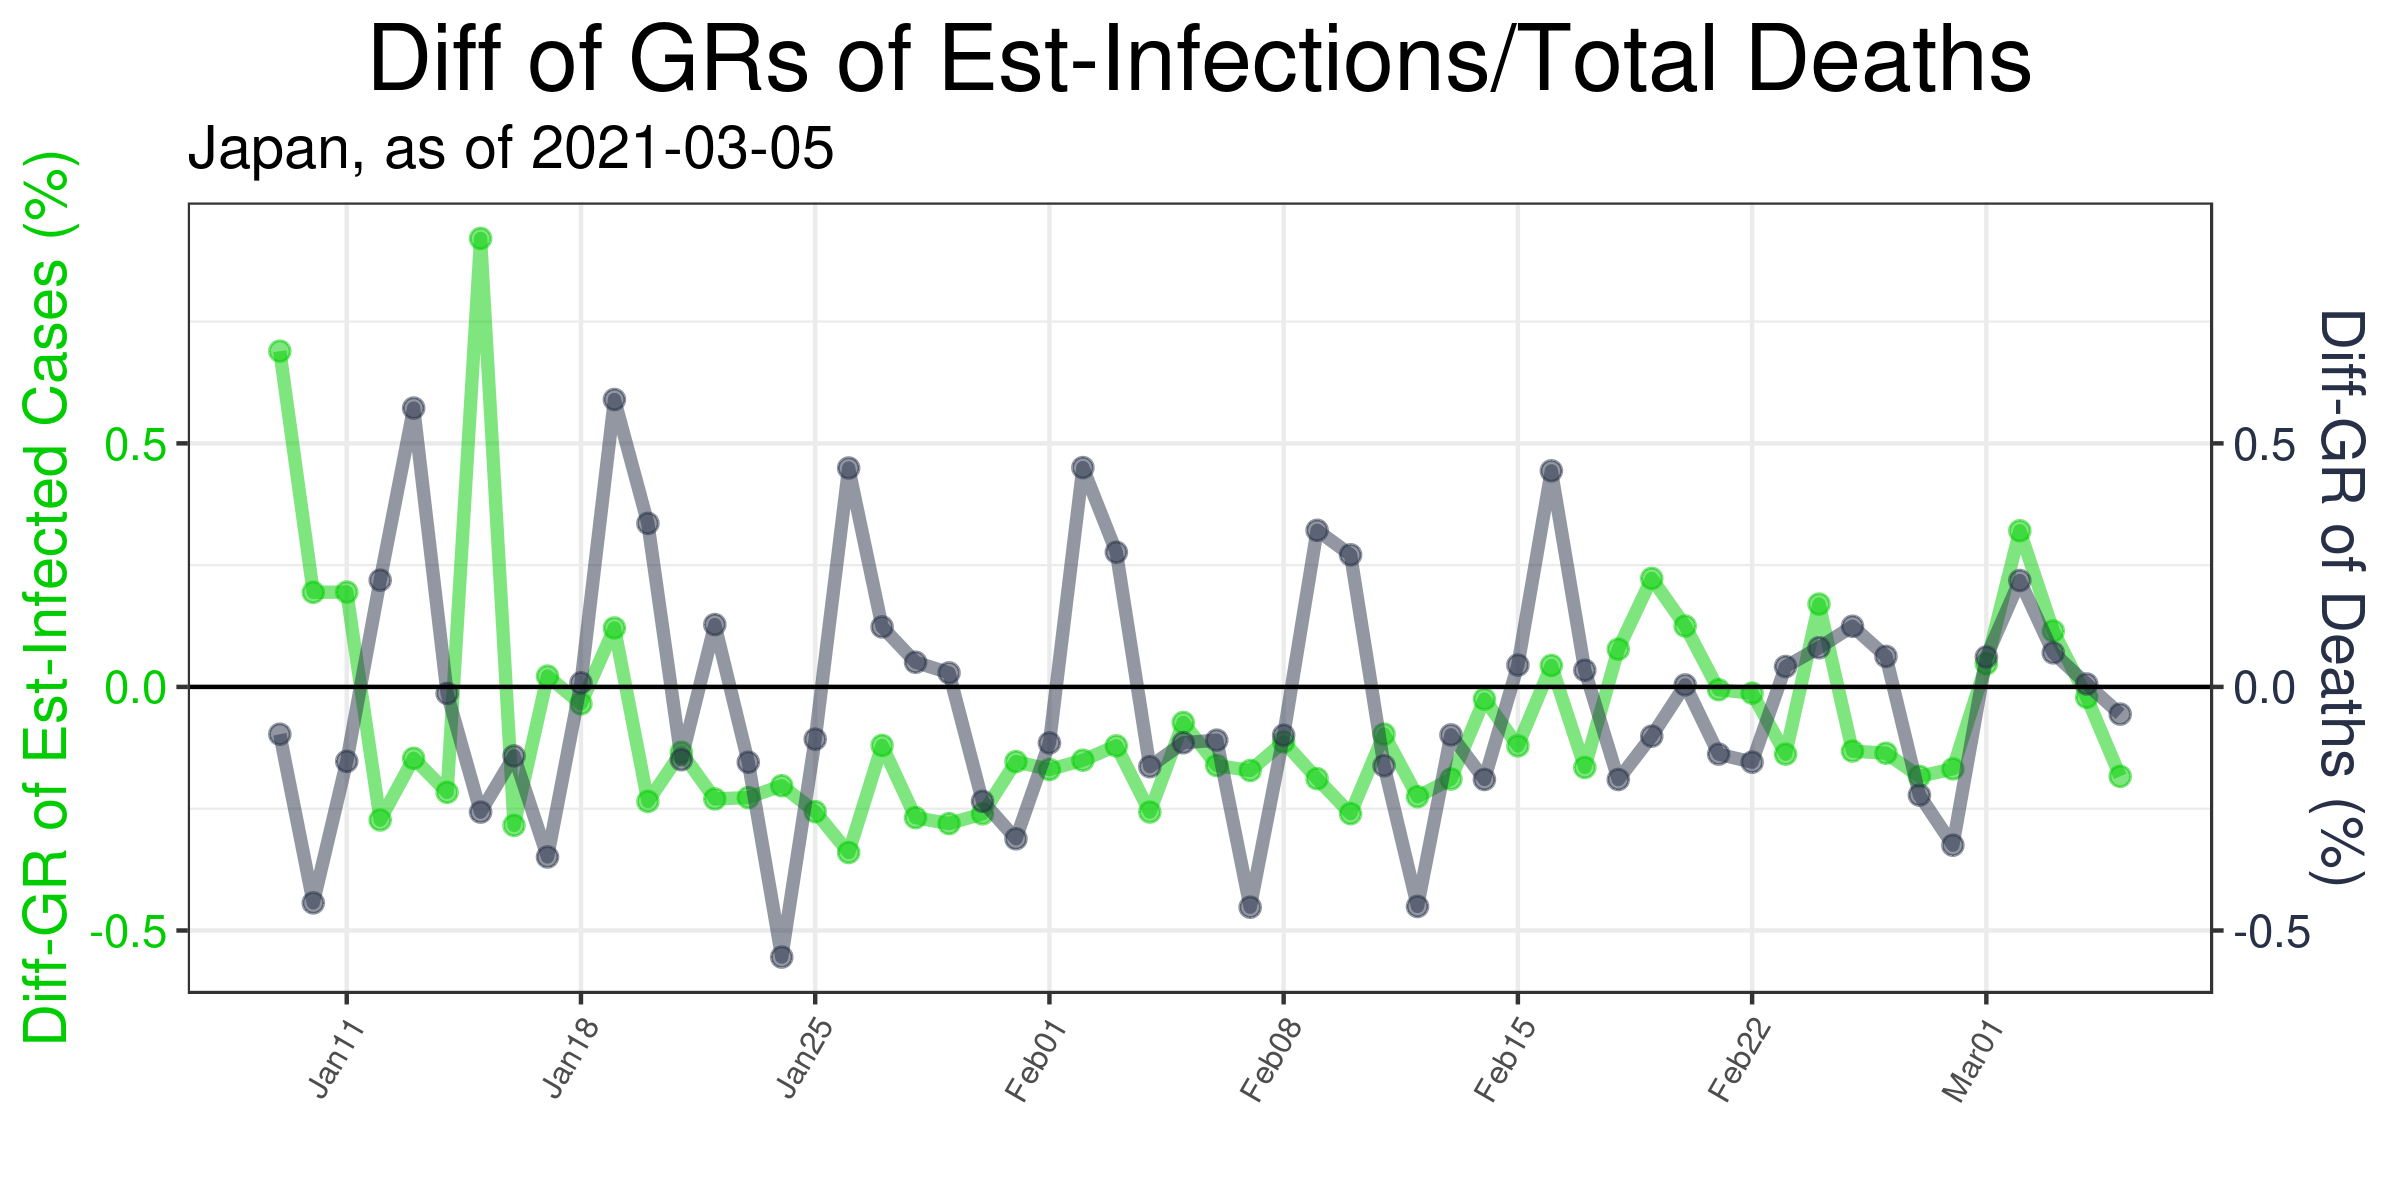 Diff of GRs of Est-Infections/Total Deaths
Japan, as of 2021-03-05
Diff-GR of Est-Infected Cases (%)
0.5
0.0
-0.5
0.5
0.0
-0.5
Diff-GR of Deaths (%)
Jan11
Jan18
Jan25
Feb01
Feb08
Feb15
Feb22
Mar01